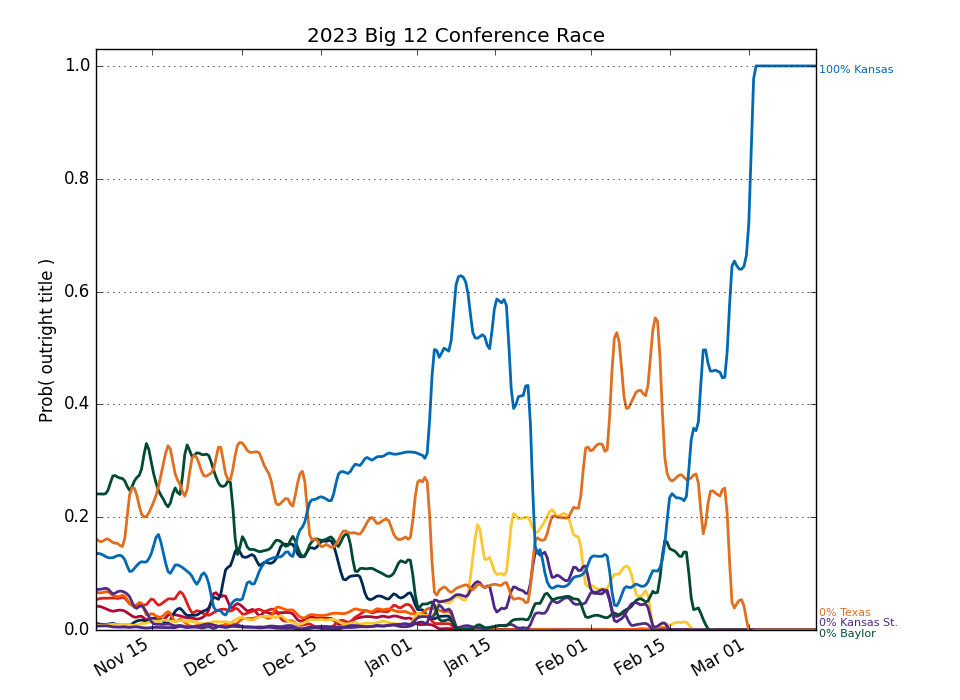 2023 Big 12 Conference Race
Prob( outright title )
1.0
0.8
0.6
0.4
0.2
0.0
Nov 15
Dec 01
Dec 15
Jan 01
Jan 15
Feb 01
Feb 15
Mar 01
100% Kansas
0% Texas
0% Kansas St.
0% Baylor